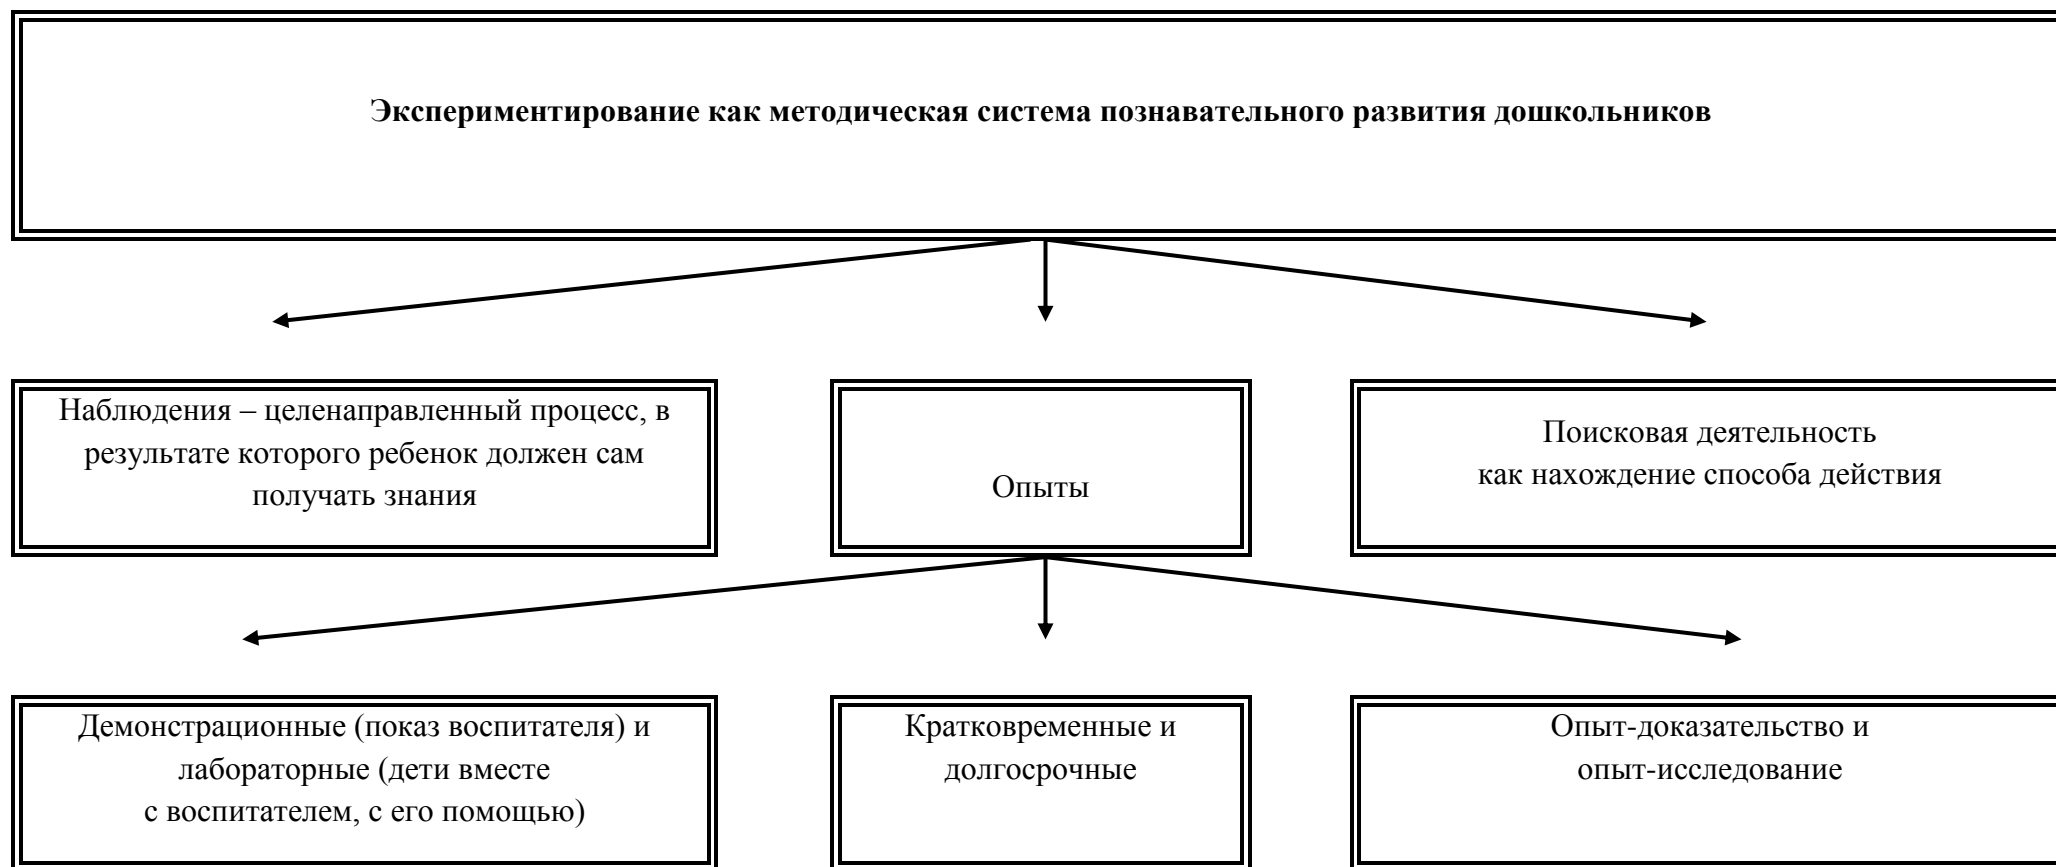 Экспериментирование как методическая система познавательного развития дошкольников
Наблюдения – целенаправленный процесс, в
результате которого ребенок должен сам
получать знания
Опыты
Поисковая деятельность
как нахождение способа действия
Демонстрационные (показ воспитателя) и
лабораторные (дети вместе
с воспитателем, с его помощью)
Кратковременные и
долгосрочные
Опыт-доказательство и
опыт-исследование